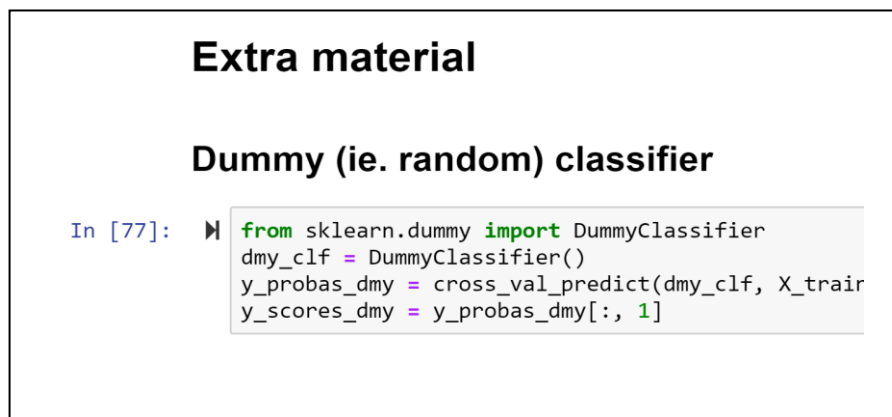 Extra material
Dummy (ie. random) classifier
In [77]:
from sklearn.dummy import DummyClassifier
dmy_clf = DummyClassifier()
y_probas_dmy = cross_val_predict(dmy_clf, X_train
y_scores_dmy = y_probas_dmy[:, 1]